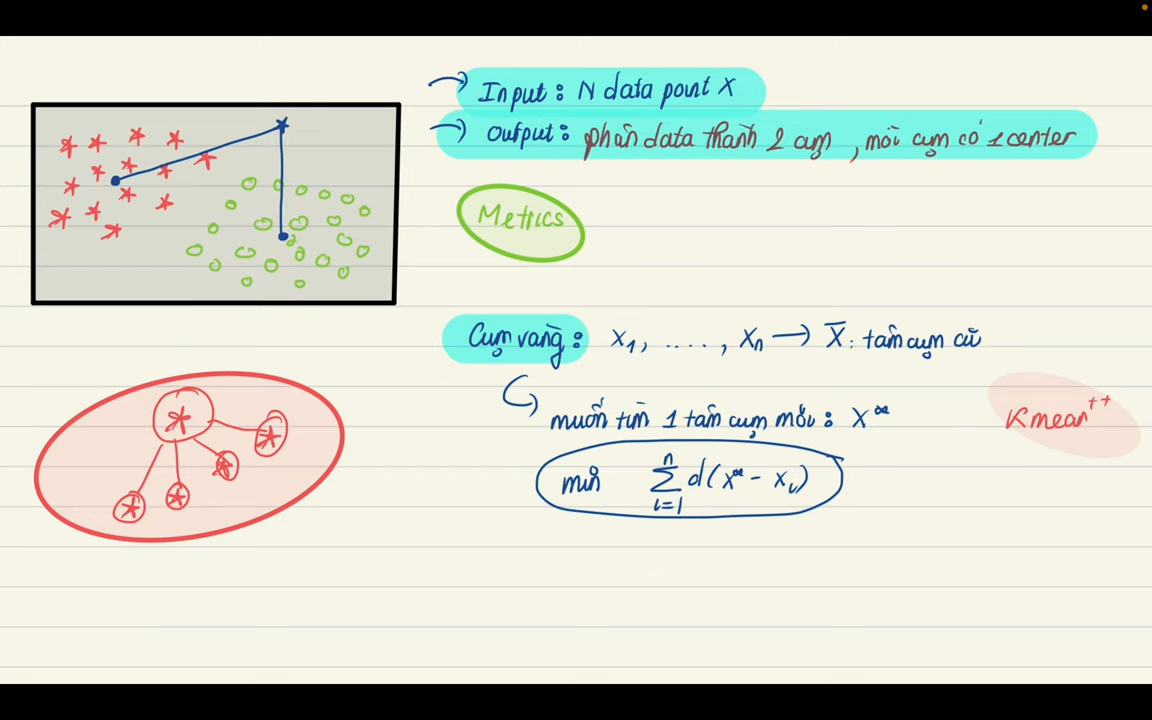 → Input: N data point X
→ Output: phân data thành 2 cụm, mỗi cụm có 1 center
Metrics
Cụm vàng: x₁, ...., xₙ → X̄: tâm cụm cũ
muốn tìm 1 tâm cụm mới: X*
Kmean⁺⁺
min ∑ᵢ₌₁ⁿ d(x* - xᵢ)